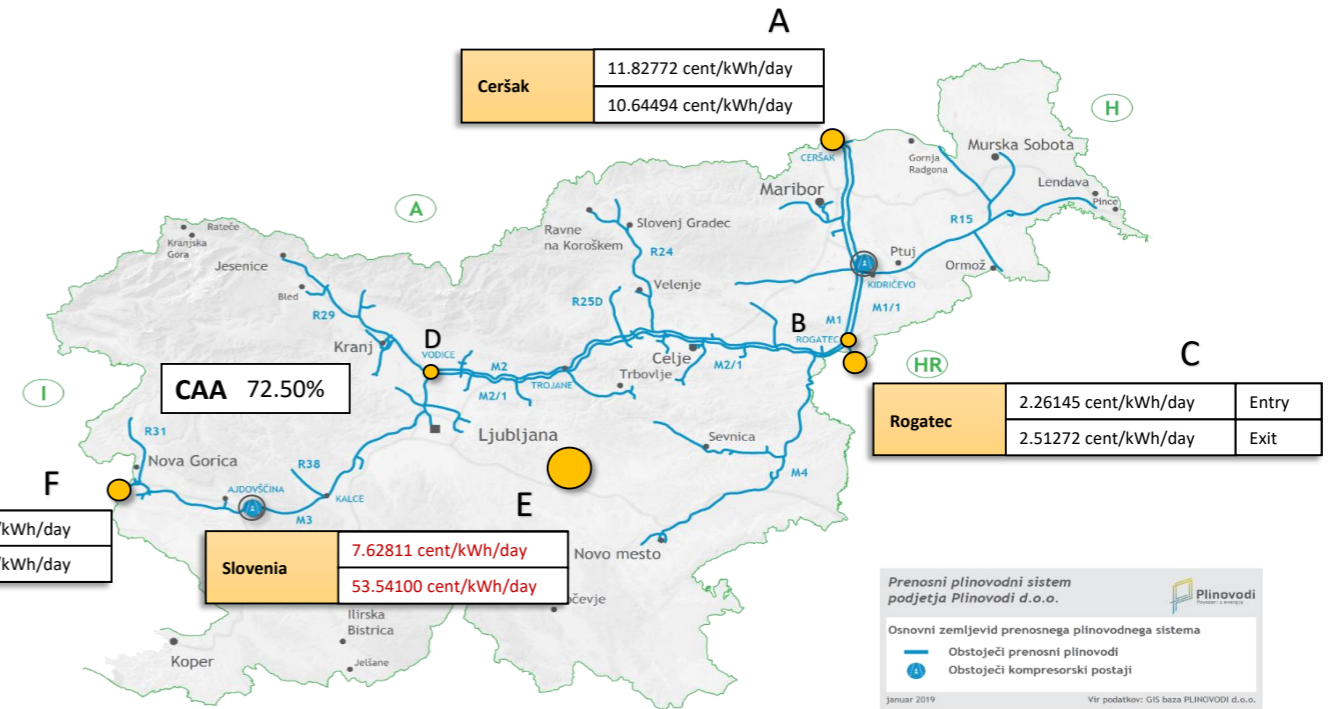 A
Ceršak
11.82772 cent/kWh/day
10.64494 cent/kWh/day
H
CERŠAK
Gornja
Radgona
Murska Sobota
Lendava
Pince
Maribor
A
Slovenj Gradec
Ravne
na Koroškem
R24
R15
Rateče
Kranjska
Gora
Jesenice
Ptuj
Ormož
KIDRIČEVO
Bled
Velenje
R25D
M1
M1/1
R29
B
ROGATEC
Kranj
D
VODICE
M2
Celje
M2/1
HR
C
TROJANE
Trbovlje
M2/1
CAA 72.50%
I
Rogatec
2.26145 cent/kWh/day
Entry
2.51272 cent/kWh/day
Exit
Ljubljana
Sevnica
R31
Nova Gorica
R38
M4
F
AJDOVŠČINA
KALCE
M3
E
/kWh/day
/kWh/day
Slovenia
7.62811 cent/kWh/day
53.54100 cent/kWh/day
Novo mesto
čevje
Ilirska
Bistrica
Koper
Jelšane
Prenosni plinovodni sistem
podjetja Plinovodi d.o.o.
Plinovodi
Osnovni zemljevid prenosnega plinovodnega sistema
Obstoječi prenosni plinovodi
Obstoječi kompresorski postaji
januar 2019
Vir podatkov: GIS baza PLINOVODI d.o.o.